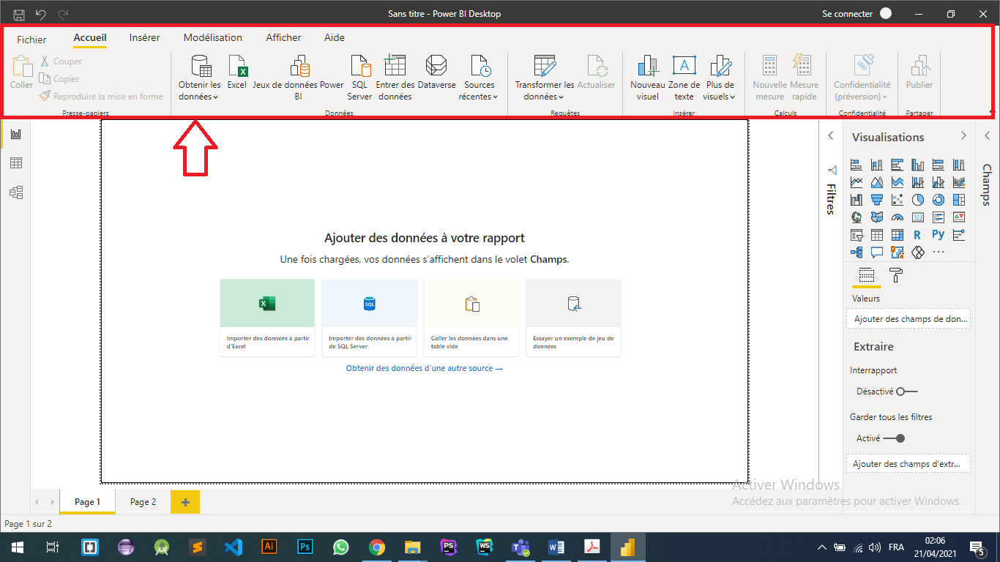 Sans titre - Power BI Desktop
Se connecter
Fichier Accueil Insérer Modélisation Afficher Aide
Coller
Couper
Copier
Reproduire la mise en forme
Presse-papiers
Obtenir les
données
Excel
Jeux de données Power
BI
SQL
Server
Entrer des
données
Dataverse
Sources
récentes
Données
Transformer les
données
Actualiser
Requêtes
Nouveau
visuel
Zone de
texte
Plus de
visuels
Insérer
Nouvelle
mesure
Mesure
rapide
Calculs
Confidentialité
(préversion)
Confidentialité
Publier
Partager
Ajouter des données à votre rapport
Une fois chargées, vos données s'affichent dans le volet Champs.
Importer des données à partir
d'Excel
SQL
Importer des données à partir
de SQL Server
Coller les données dans une
table vide
Essayer un exemple de jeu de
données
Obtenir des données d'une autre source →
Filtres
Visualisations
123
R Py
...
Valeurs
Ajouter des champs de don...
Extraire
Interrapport
Désactivé
Garder tous les filtres
Activé
Ajouter des champs d'extr...
Champs
Activer Windows
Accédez aux paramètres pour activer Windows.
Page 1 Page 2 +
Page 1 sur 2
Ai Ps PS WS
FRA
02:06
21/04/2021
5